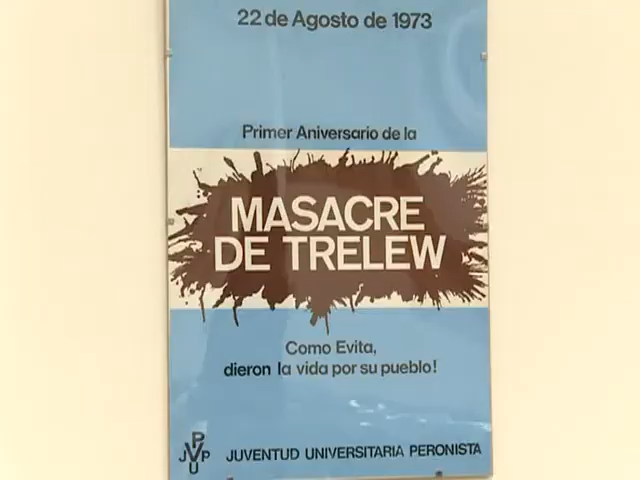 22 de Agosto de 1973
Primer Aniversario de la
MASACRE
DE TRELEW
Como Evita,
dieron la vida por su pueblo!
P
JVP
U
JUVENTUD UNIVERSITARIA PERONISTA